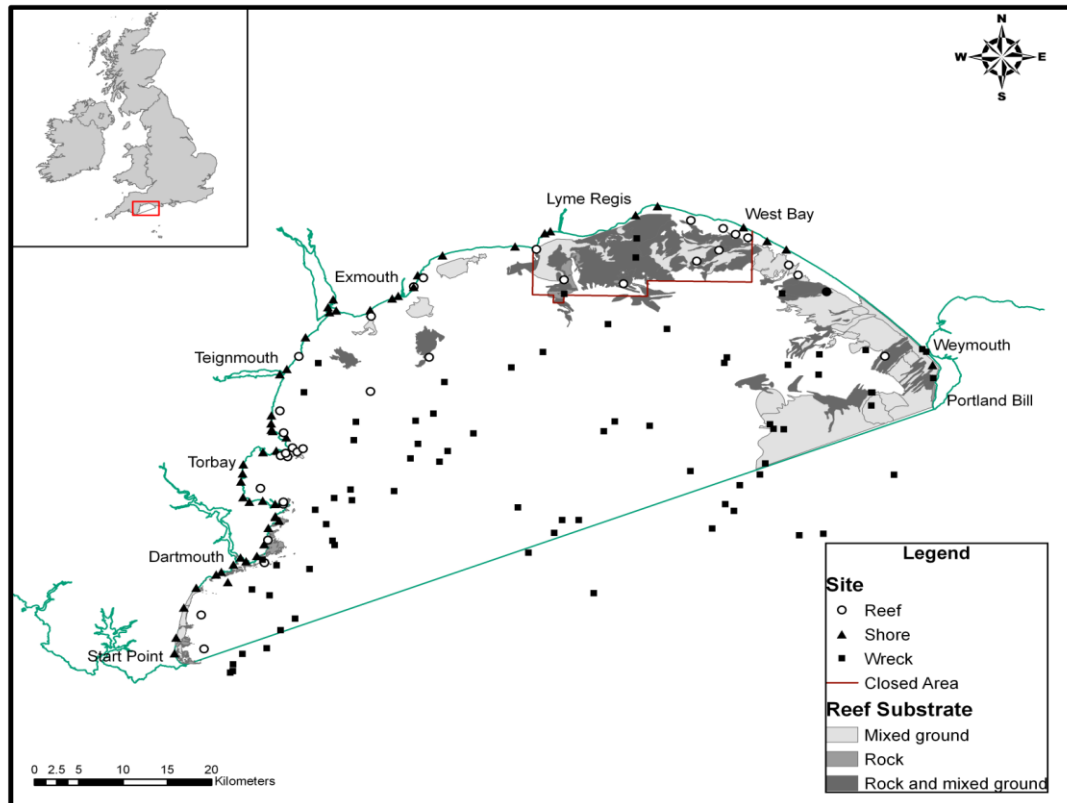 N
W E
S
Lyme Regis
West Bay
Exmouth
Teignmouth
Weymouth
Portland Bill
Torbay
Dartmouth
Start Point
Legend
Site
Reef
Shore
Wreck
Closed Area
Reef Substrate
Mixed ground
Rock
Rock and mixed ground
0 2.5 5 10 15 20
Kilometers